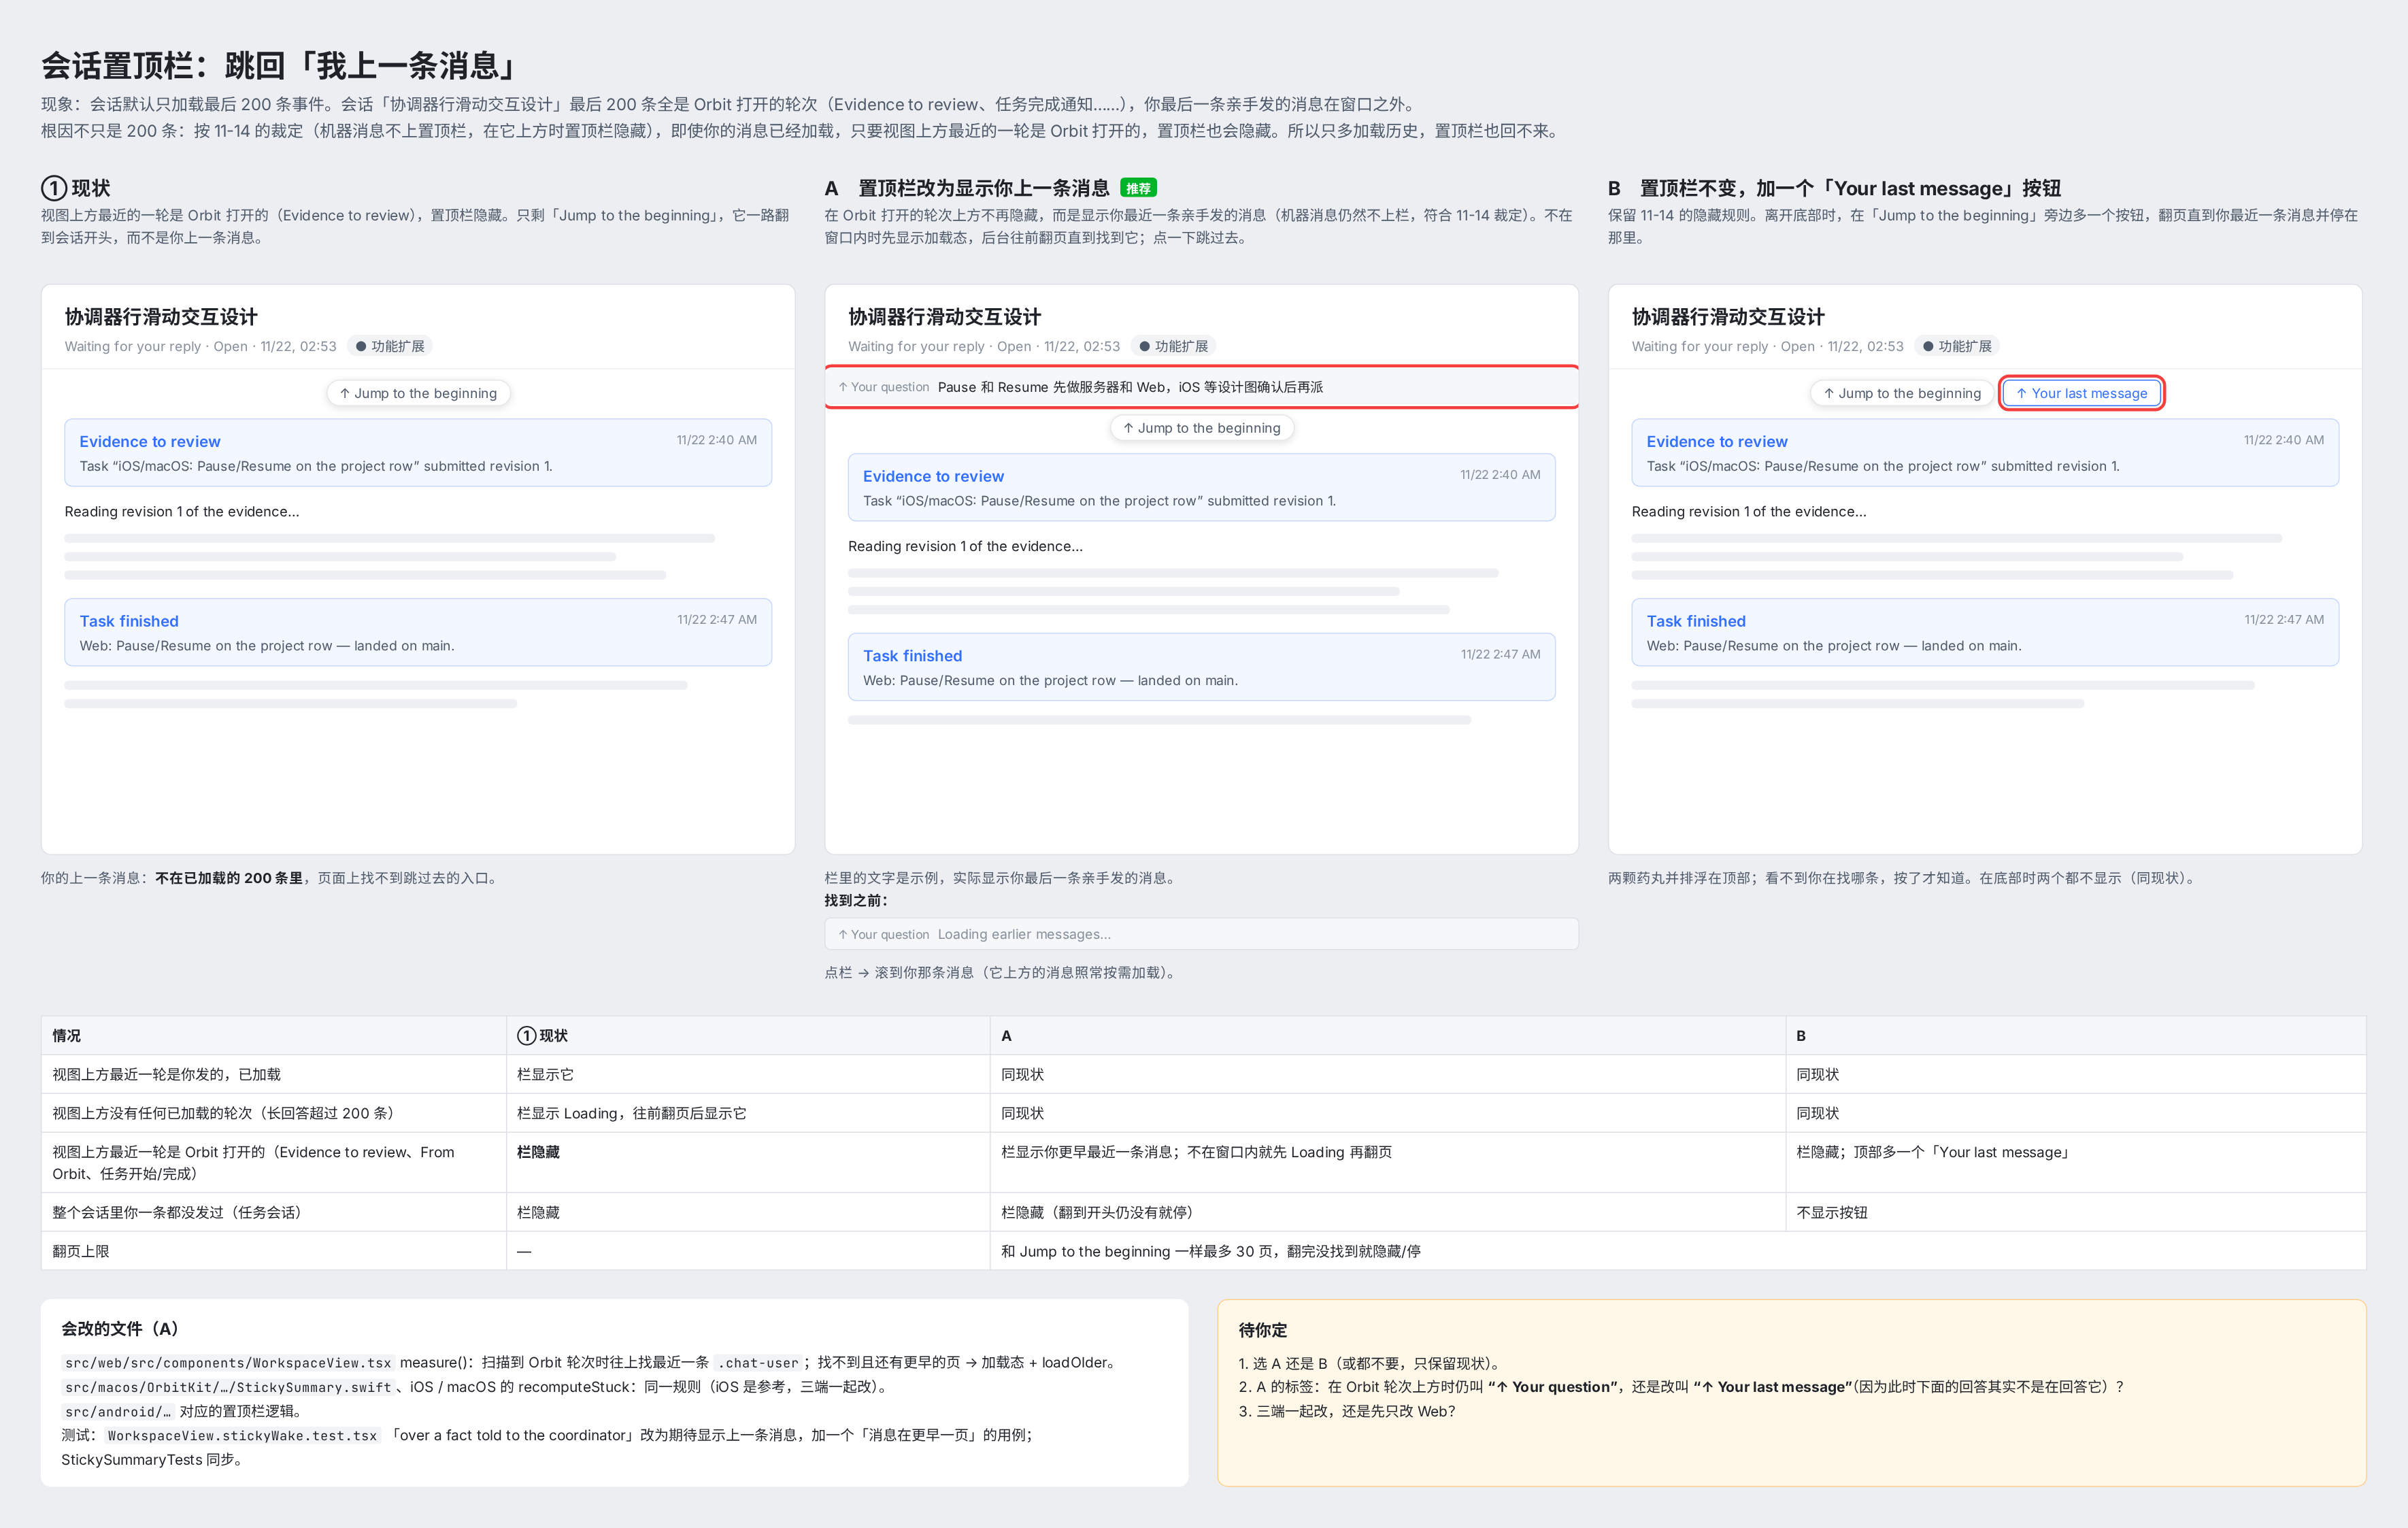 会话置顶栏：跳回「我上一条消息」
现象：会话默认只加载最后 200 条事件。会话「协调器行滑动交互设计」最后 200 条全是 Orbit 打开的轮次（Evidence to review、任务完成通知……），你最后一条亲手发的消息在窗口之外。
根因不只是 200 条：按 11-14 的裁定（机器消息不上置顶栏，在它上方时置顶栏隐藏），即使你的消息已经加载，只要视图上方最近的一轮是 Orbit 打开的，置顶栏也会隐藏。所以只多加载历史，置顶栏也回不来。
① 现状
视图上方最近的一轮是 Orbit 打开的（Evidence to review），置顶栏隐藏。只剩「Jump to the beginning」，它一路翻
到会话开头，而不是你上一条消息。
协调器行滑动交互设计
Waiting for your reply · Open · 11/22, 02:53 ● 功能扩展
↑ Jump to the beginning
Evidence to review 11/22 2:40 AM
Task “iOS/macOS: Pause/Resume on the project row” submitted revision 1.
Reading revision 1 of the evidence…
Task finished 11/22 2:47 AM
Web: Pause/Resume on the project row — landed on main.
你的上一条消息：不在已加载的 200 条里，页面上找不到跳过去的入口。
A 置顶栏改为显示你上一条消息 推荐
在 Orbit 打开的轮次上方不再隐藏，而是显示你最近一条亲手发的消息（机器消息仍然不上栏，符合 11-14 裁定）。不在
窗口内时先显示加载态，后台往前翻页直到找到它；点一下跳过去。
协调器行滑动交互设计
Waiting for your reply · Open · 11/22, 02:53 ● 功能扩展
↑ Your question Pause 和 Resume 先做服务器和 Web，iOS 等设计图确认后再派
↑ Jump to the beginning
Evidence to review 11/22 2:40 AM
Task “iOS/macOS: Pause/Resume on the project row” submitted revision 1.
Reading revision 1 of the evidence…
Task finished 11/22 2:47 AM
Web: Pause/Resume on the project row — landed on main.
栏里的文字是示例，实际显示你最后一条亲手发的消息。
找到之前：
↑ Your question Loading earlier messages…
点栏 → 滚到你那条消息（它上方的消息照常按需加载）。
B 置顶栏不变，加一个「Your last message」按钮
保留 11-14 的隐藏规则。离开底部时，在「Jump to the beginning」旁边多一个按钮，翻页直到你最近一条消息并停在
那里。
协调器行滑动交互设计
Waiting for your reply · Open · 11/22, 02:53 ● 功能扩展
↑ Jump to the beginning ↑ Your last message
Evidence to review 11/22 2:40 AM
Task “iOS/macOS: Pause/Resume on the project row” submitted revision 1.
Reading revision 1 of the evidence…
Task finished 11/22 2:47 AM
Web: Pause/Resume on the project row — landed on main.
两颗药丸并排浮在顶部；看不到你在找哪条，按了才知道。在底部时两个都不显示（同现状）。
情况 ① 现状 A B
视图上方最近一轮是你发的，已加载 栏显示它 同现状 同现状
视图上方没有任何已加载的轮次（长回答超过 200 条） 栏显示 Loading，往前翻页后显示它 同现状 同现状
视图上方最近一轮是 Orbit 打开的（Evidence to review、From
Orbit、任务开始/完成） 栏隐藏 栏显示你更早最近一条消息；不在窗口内就先 Loading 再翻页 栏隐藏；顶部多一个「Your last message」
整个会话里你一条都没发过（任务会话） 栏隐藏 栏隐藏（翻到开头仍没有就停） 不显示按钮
翻页上限 — 和 Jump to the beginning 一样最多 30 页，翻完没找到就隐藏/停
会改的文件（A）
src/web/src/components/WorkspaceView.tsx measure()：扫描到 Orbit 轮次时往上找最近一条 .chat-user；找不到且还有更早的页 → 加载态 + loadOlder。
src/macos/OrbitKit/…/StickySummary.swift、iOS / macOS 的 recomputeStuck：同一规则（iOS 是参考，三端一起改）。
src/android/… 对应的置顶栏逻辑。
测试：WorkspaceView.stickyWake.test.tsx 「over a fact told to the coordinator」改为期待显示上一条消息，加一个「消息在更早一页」的用例；
StickySummaryTests 同步。
待你定
1. 选 A 还是 B（或都不要，只保留现状）。
2. A 的标签：在 Orbit 轮次上方时仍叫 “↑ Your question”，还是改叫 “↑ Your last message”（因为此时下面的回答其实不是在回答它）？
3. 三端一起改，还是先只改 Web？